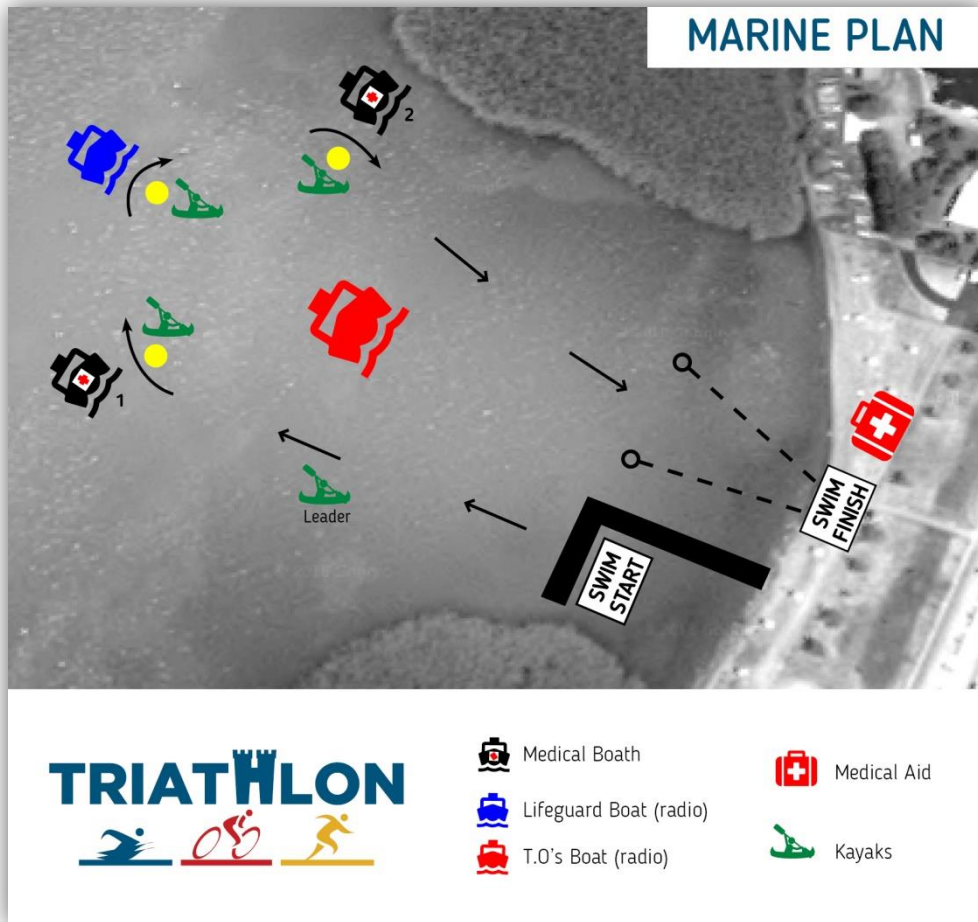 MARINE PLAN
2
1
Leader
SWIM
FINISH
SWIM
START
TRIATHLON
Medical Boath
Lifeguard Boat (radio)
T.O's Boat (radio)
Medical Aid
Kayaks